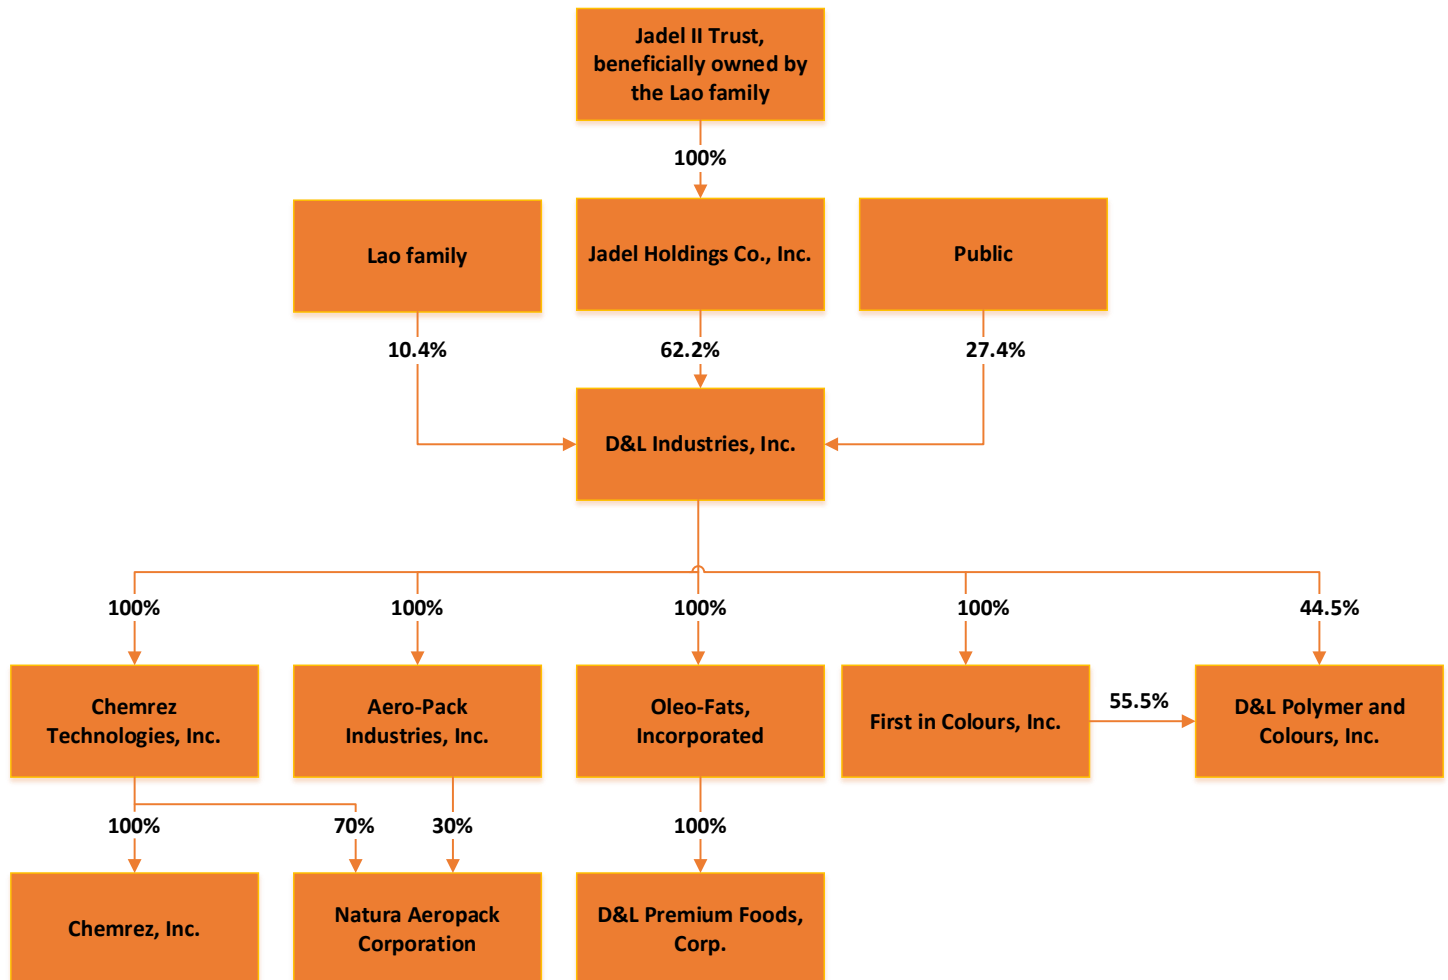 Jadel II Trust,
beneficially owned by
the Lao family
100%
Lao family
Jadel Holdings Co., Inc.
Public
10.4%
62.2%
27.4%
D&L Industries, Inc.
100%
100%
100%
100%
44.5%
Chemrez
Technologies, Inc.
Aero-Pack
Industries, Inc.
Oleo-Fats,
Incorporated
First in Colours, Inc.
55.5%
D&L Polymer and
Colours, Inc.
100%
70%
30%
100%
Chemrez, Inc.
Natura Aeropack
Corporation
D&L Premium Foods,
Corp.